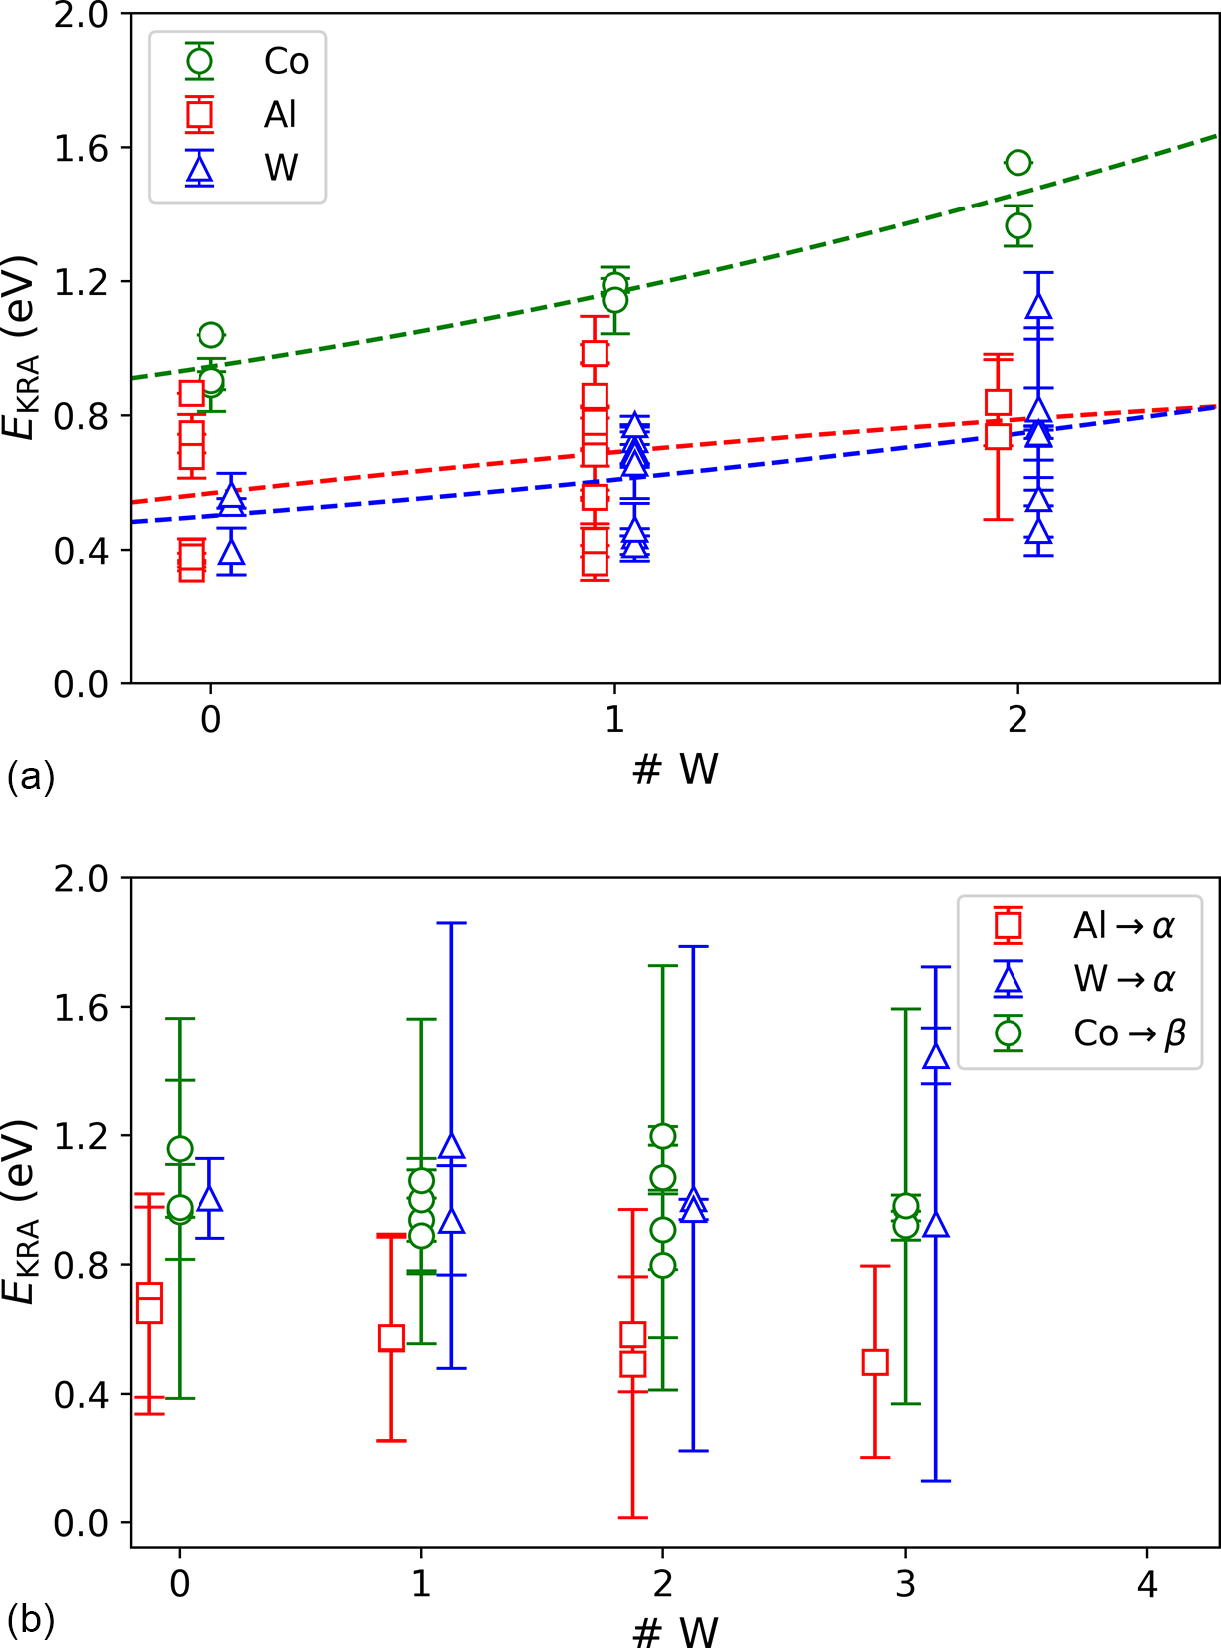 2.0
1.6
1.2
0.8
0.4
0.0
E_KRA (eV)
Co
Al
W
0 1 2
# W
(a)
2.0
1.6
1.2
0.8
0.4
0.0
E_KRA (eV)
Al → α
W → α
Co → β
0 1 2 3 4
# W
(b)